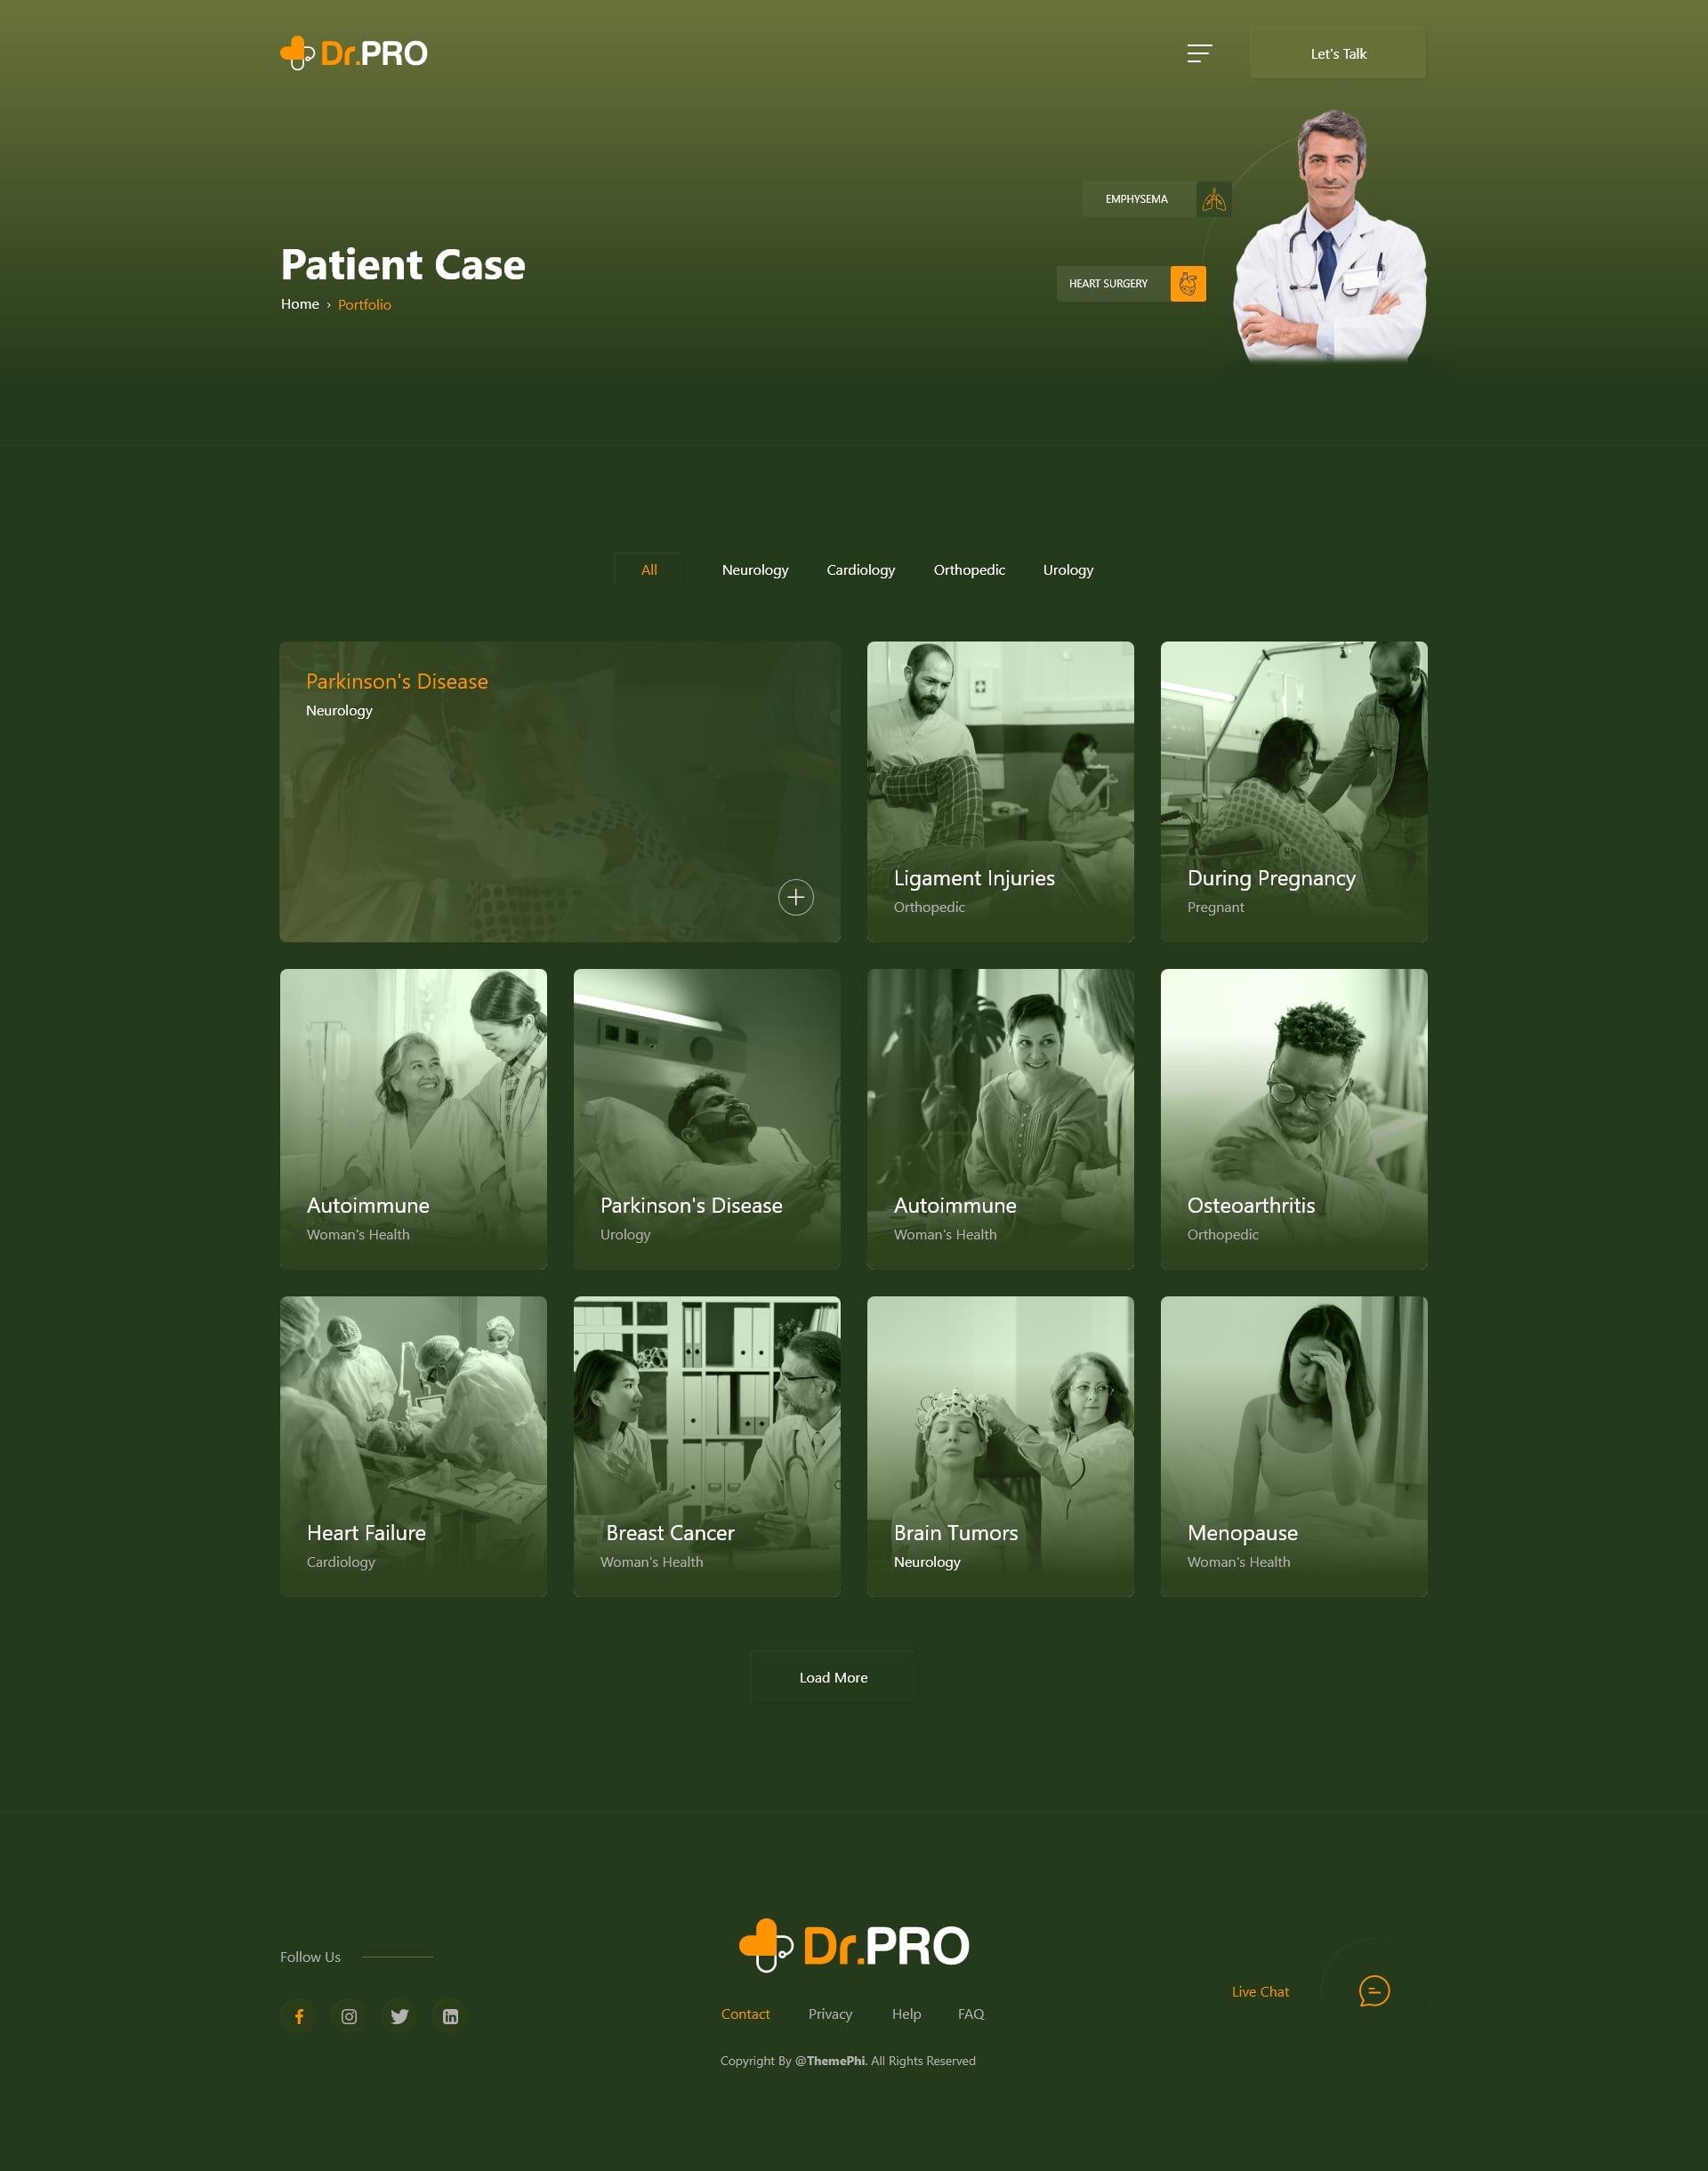 Dr.PRO
Let's Talk
EMPHYSEMA
HEART SURGERY
Patient Case
Home › Portfolio
All Neurology Cardiology Orthopedic Urology
Parkinson's Disease
Neurology
Ligament Injuries
Orthopedic
During Pregnancy
Pregnant
Autoimmune
Woman's Health
Parkinson's Disease
Urology
Autoimmune
Woman's Health
Osteoarthritis
Orthopedic
Heart Failure
Cardiology
Breast Cancer
Woman's Health
Brain Tumors
Neurology
Menopause
Woman's Health
Load More
Follow Us
Dr.PRO
Contact Privacy Help FAQ
Copyright By @ThemePhi. All Rights Reserved
Live Chat